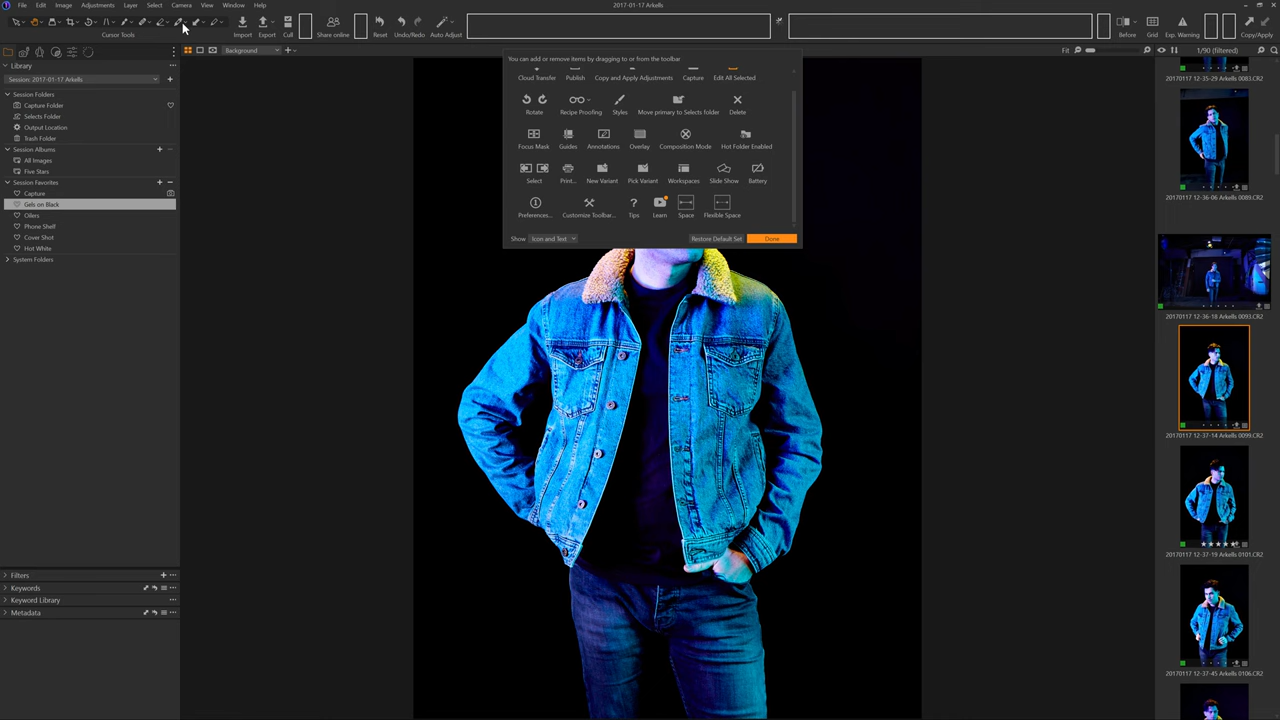 2017-01-17 Arkells
File Edit Image Adjustments Layer Select Camera View Window Help
Cursor Tools Import Export Cull Share online Reset Undo/Redo Auto Adjust Before Grid Exp. Warning Copy/Apply
Background Fit 1/90 (filtered)
You can add or remove items by dragging to or from the toolbar
Cloud Transfer Publish Copy and Apply Adjustments Capture Edit All Selected
Rotate Recipe Proofing Styles Move primary to Selects folder Delete
Focus Mask Guides Annotations Overlay Composition Mode Hot Folder Enabled
Select Print... New Variant Pick Variant Workspaces Slide Show Battery
Preferences... Customize Toolbar... Tips Learn Space Flexible Space
Show Icon and Text Restore Default Set Done
Library
Session: 2017-01-17 Arkells
Session Folders
Capture Folder
Selects Folder
Output Location
Trash Folder
Session Albums
All Images
Five Stars
Session Favorites
Capture
Gels on Black
Oilers
Phone Shelf
Cover Shot
Hot White
System Folders
Filters
Keywords
Keyword Library
Metadata
20170117 12-35-29 Arkells 0083.CR2
20170117 12-36-06 Arkells 0089.CR2
20170117 12-36-18 Arkells 0093.CR2
20170117 12-37-14 Arkells 0099.CR2
20170117 12-37-19 Arkells 0101.CR2
20170117 12-37-45 Arkells 0106.CR2